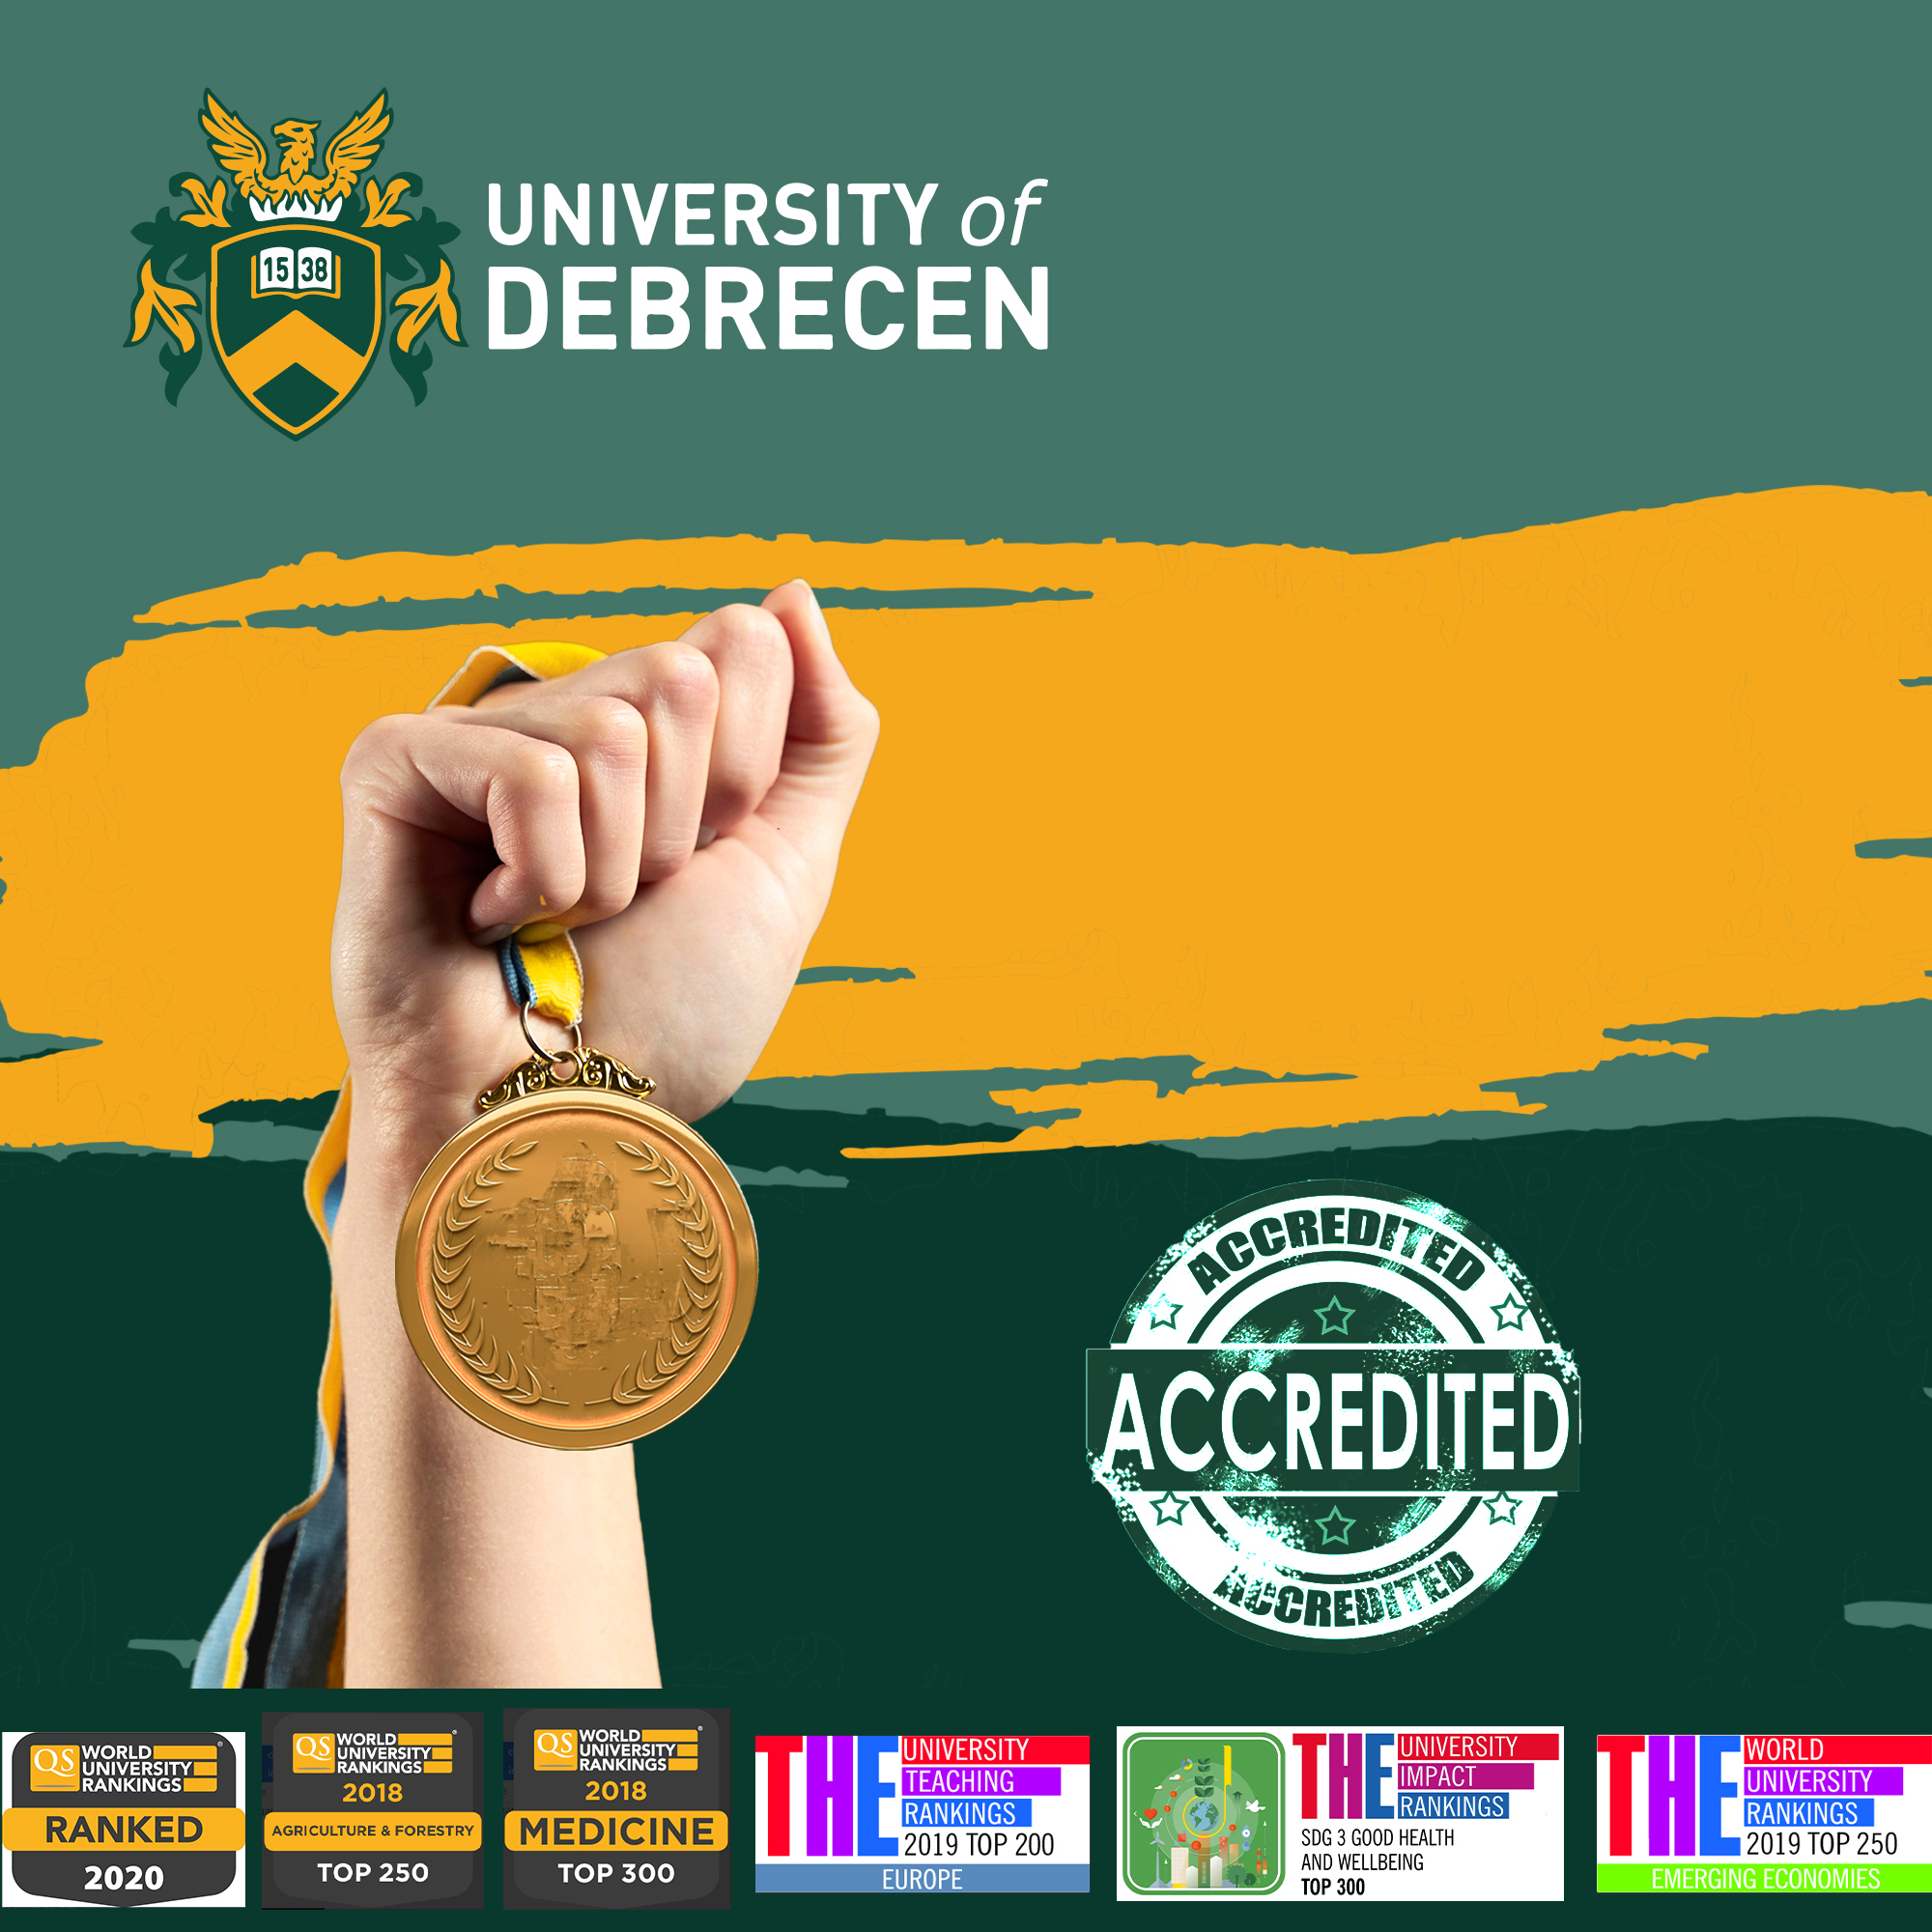 15 38
UNIVERSITY of
DEBRECEN
ACCREDITED
ACCREDITED
ACCREDITED
QS WORLD
UNIVERSITY
RANKINGS
RANKED
2020
QS WORLD
UNIVERSITY
RANKINGS
2018
AGRICULTURE & FORESTRY
TOP 250
QS WORLD
UNIVERSITY
RANKINGS
2018
MEDICINE
TOP 300
THE UNIVERSITY
TEACHING
RANKINGS
2019 TOP 200
EUROPE
THE UNIVERSITY
IMPACT
RANKINGS
SDG 3 GOOD HEALTH
AND WELLBEING
TOP 300
THE WORLD
UNIVERSITY
RANKINGS
2019 TOP 250
EMERGING ECONOMIES